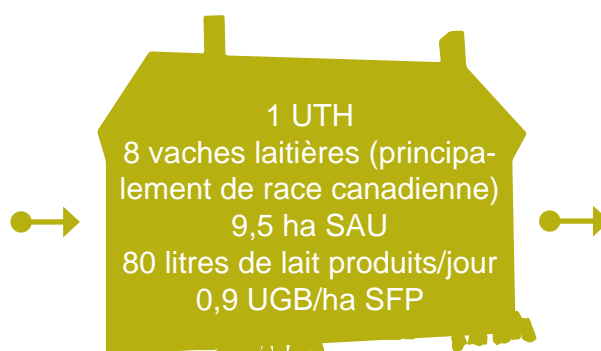 1 UTH
8 vaches laitières (principa-
lement de race canadienne)
9,5 ha SAU
80 litres de lait produits/jour
0,9 UGB/ha SFP